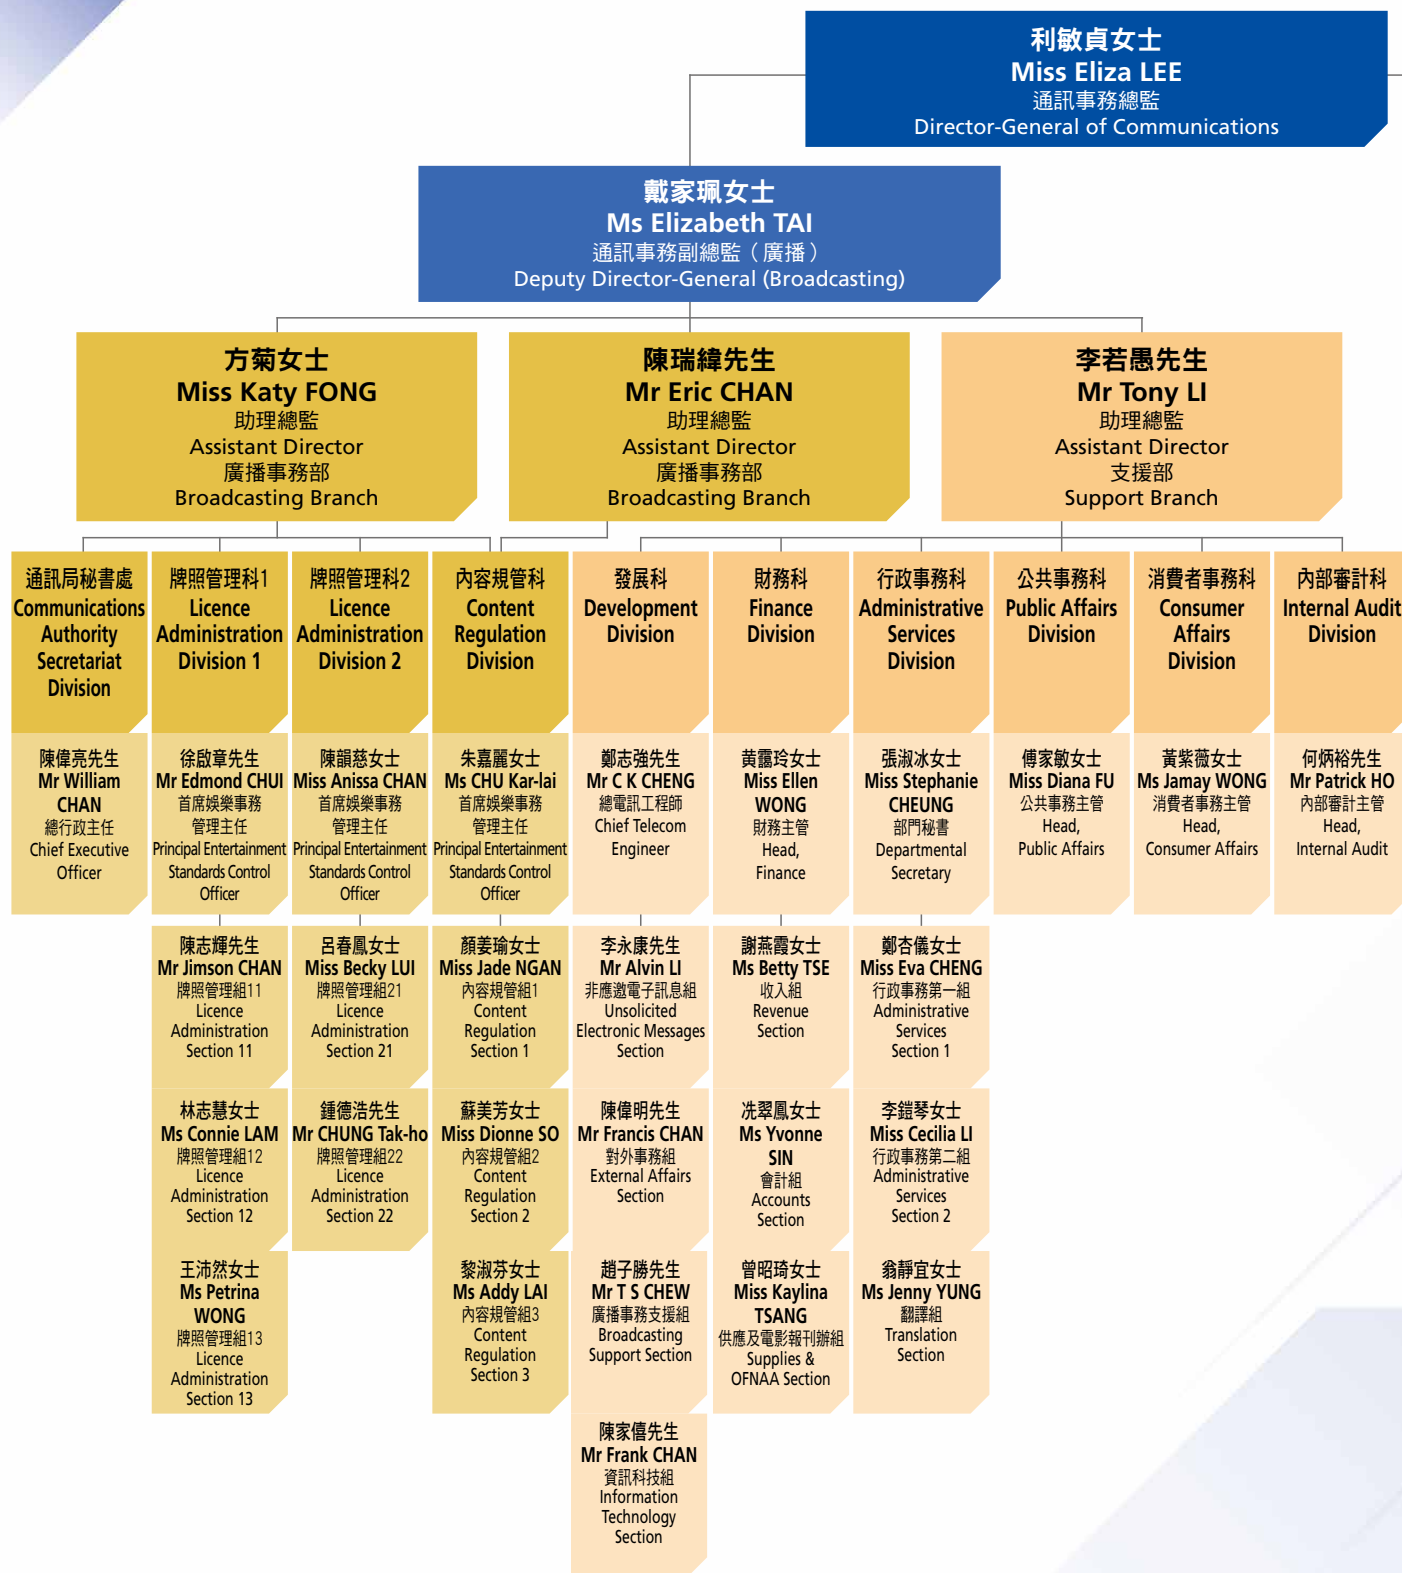 利敏貞女士
Miss Eliza LEE
通訊事務總監
Director-General of Communications
戴家珮女士
Ms Elizabeth TAI
通訊事務副總監（廣播）
Deputy Director-General (Broadcasting)
方菊女士
Miss Katy FONG
助理總監
Assistant Director
廣播事務部
Broadcasting Branch
陳瑞緯先生
Mr Eric CHAN
助理總監
Assistant Director
廣播事務部
Broadcasting Branch
李若愚先生
Mr Tony LI
助理總監
Assistant Director
支援部
Support Branch
通訊局秘書處
Communications
Authority
Secretariat
Division
牌照管理科1
Licence
Administration
Division 1
牌照管理科2
Licence
Administration
Division 2
內容規管科
Content
Regulation
Division
發展科
Development
Division
財務科
Finance
Division
行政事務科
Administrative
Services
Division
公共事務科
Public Affairs
Division
消費者事務科
Consumer
Affairs
Division
內部審計科
Internal Audit
Division
陳偉亮先生
Mr William
CHAN
總行政主任
Chief Executive
Officer
徐啟章先生
Mr Edmond CHUI
首席娛樂事務
管理主任
Principal Entertainment
Standards Control
Officer
陳韻慈女士
Miss Anissa CHAN
首席娛樂事務
管理主任
Principal Entertainment
Standards Control
Officer
朱嘉麗女士
Ms CHU Kar-lai
首席娛樂事務
管理主任
Principal Entertainment
Standards Control
Officer
鄭志強先生
Mr C K CHENG
總電訊工程師
Chief Telecom
Engineer
黃靄玲女士
Miss Ellen
WONG
財務主管
Head,
Finance
張淑冰女士
Miss Stephanie
CHEUNG
部門秘書
Departmental
Secretary
傅家敏女士
Miss Diana FU
公共事務主管
Head,
Public Affairs
黃紫薇女士
Ms Jamay WONG
消費者事務主管
Head,
Consumer Affairs
何炳裕先生
Mr Patrick HO
內部審計主管
Head,
Internal Audit
陳志輝先生
Mr Jimson CHAN
牌照管理組11
Licence
Administration
Section 11
呂春鳳女士
Miss Becky LUI
牌照管理組21
Licence
Administration
Section 21
顏姜瑜女士
Miss Jade NGAN
內容規管組1
Content
Regulation
Section 1
李永康先生
Mr Alvin LI
非應邀電子訊息組
Unsolicited
Electronic Messages
Section
謝燕霞女士
Ms Betty TSE
收入組
Revenue
Section
鄭杏儀女士
Miss Eva CHENG
行政事務第一組
Administrative
Services
Section 1
林志慧女士
Ms Connie LAM
牌照管理組12
Licence
Administration
Section 12
鍾德浩先生
Mr CHUNG Tak-ho
牌照管理組22
Licence
Administration
Section 22
蘇美芳女士
Miss Dionne SO
內容規管組2
Content
Regulation
Section 2
陳偉明先生
Mr Francis CHAN
對外事務組
External Affairs
Section
冼翠鳳女士
Ms Yvonne
SIN
會計組
Accounts
Section
李鎧琴女士
Miss Cecilia LI
行政事務第二組
Administrative
Services
Section 2
王沛然女士
Ms Petrina
WONG
牌照管理組13
Licence
Administration
Section 13
黎淑芬女士
Ms Addy LAI
內容規管組3
Content
Regulation
Section 3
趙子勝先生
Mr T S CHEW
廣播事務支援組
Broadcasting
Support Section
曾昭琦女士
Miss Kaylina
TSANG
供應及電影報刊辦組
Supplies &
OFNAA Section
翁靜宜女士
Ms Jenny YUNG
翻譯組
Translation
Section
陳家僖先生
Mr Frank CHAN
資訊科技組
Information
Technology
Section